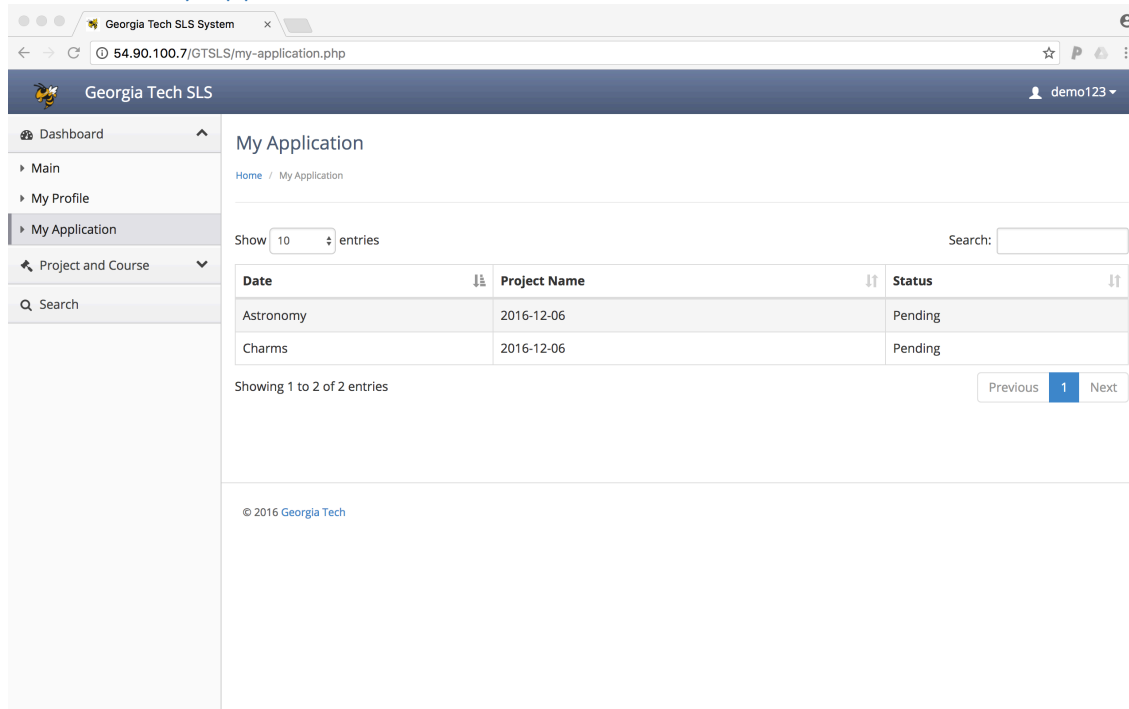 Georgia Tech SLS System
54.90.100.7/GTSLS/my-application.php
Georgia Tech SLS
demo123
Dashboard
Main
My Profile
My Application
Project and Course
Search
My Application
Home / My Application
Show 10 entries
Search:
Date Project Name Status
Astronomy 2016-12-06 Pending
Charms 2016-12-06 Pending
Showing 1 to 2 of 2 entries
Previous 1 Next
© 2016 Georgia Tech